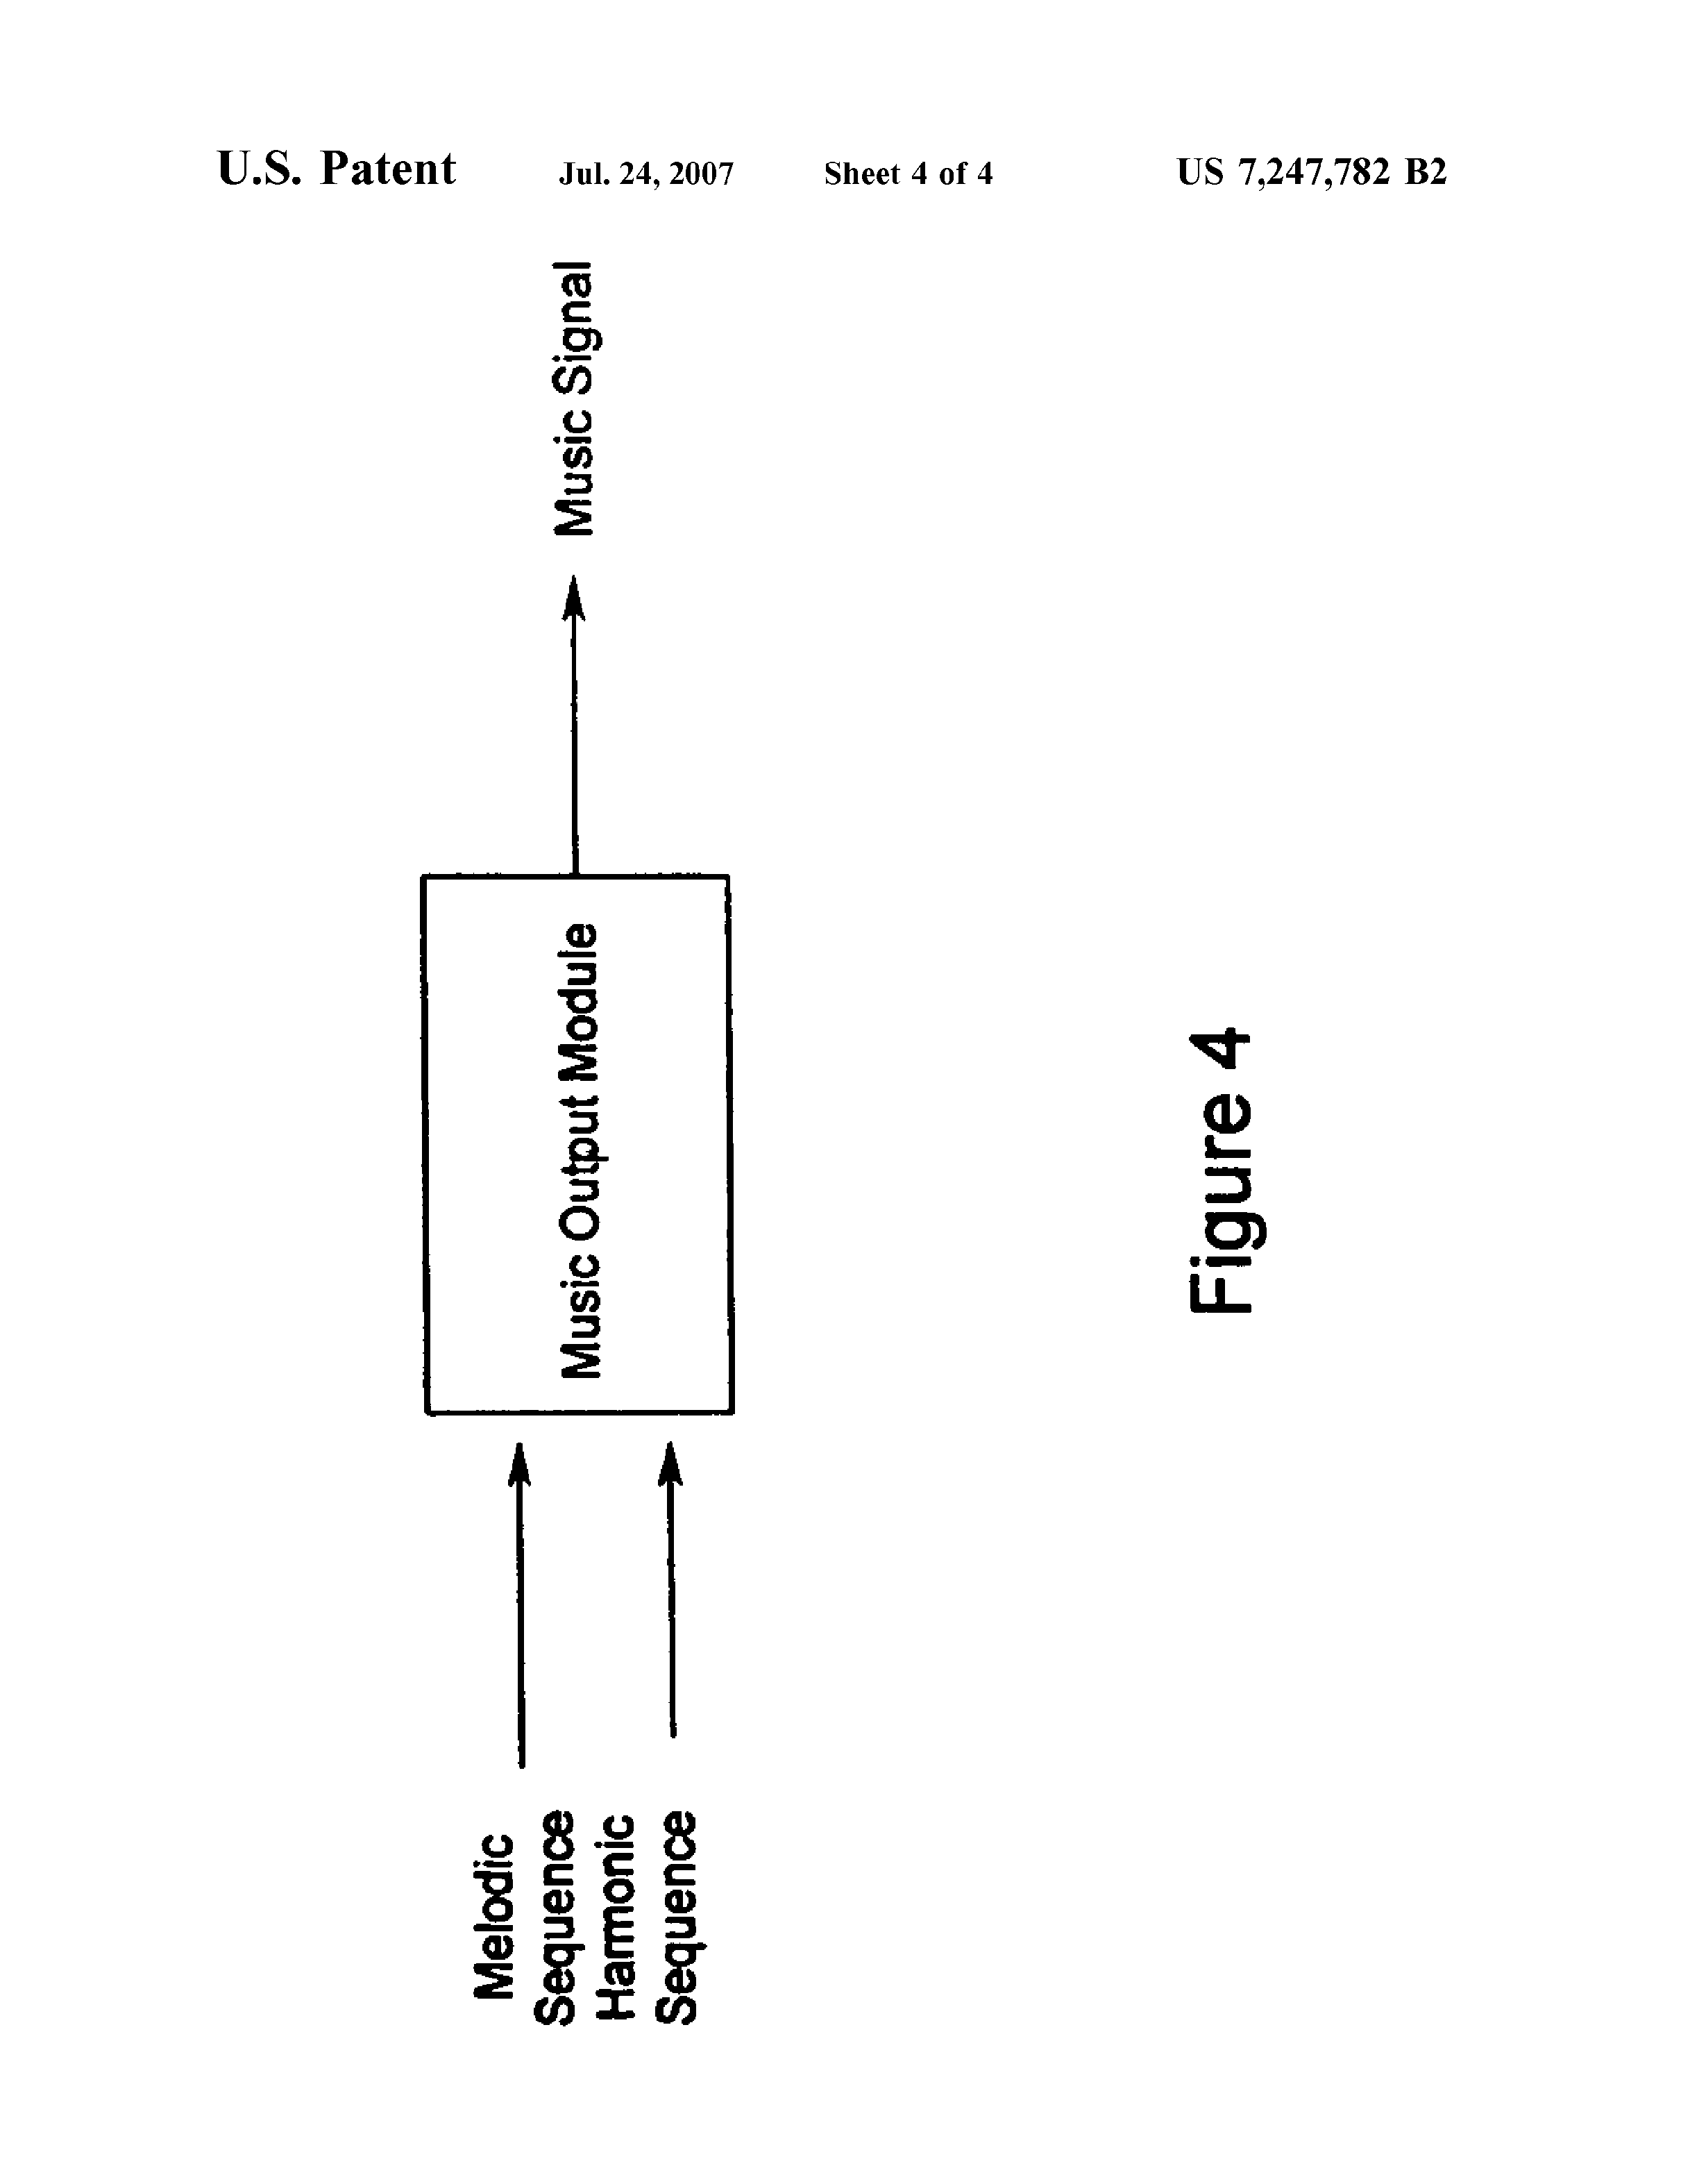 U.S. Patent Jul. 24, 2007 Sheet 4 of 4 US 7,247,782 B2
Melodic
Sequence
Harmonic
Sequence
Music Output Module
Music Signal
Figure 4